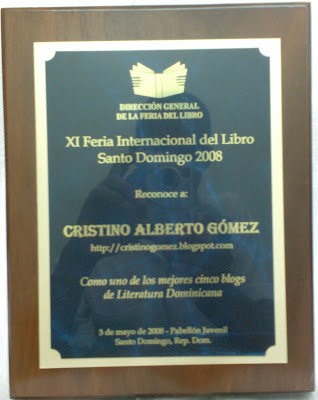 DIRECCIÓN GENERAL
DE LA FERIA DEL LIBRO
XI Feria Internacional del Libro
Santo Domingo 2008
Reconoce a:
CRISTINO ALBERTO GÓMEZ
http://cristinogomez.blogspot.com
Como uno de los mejores cinco blogs
de Literatura Dominicana
3 de mayo de 2008 - Pabellón Juvenil
Santo Domingo, Rep. Dom.